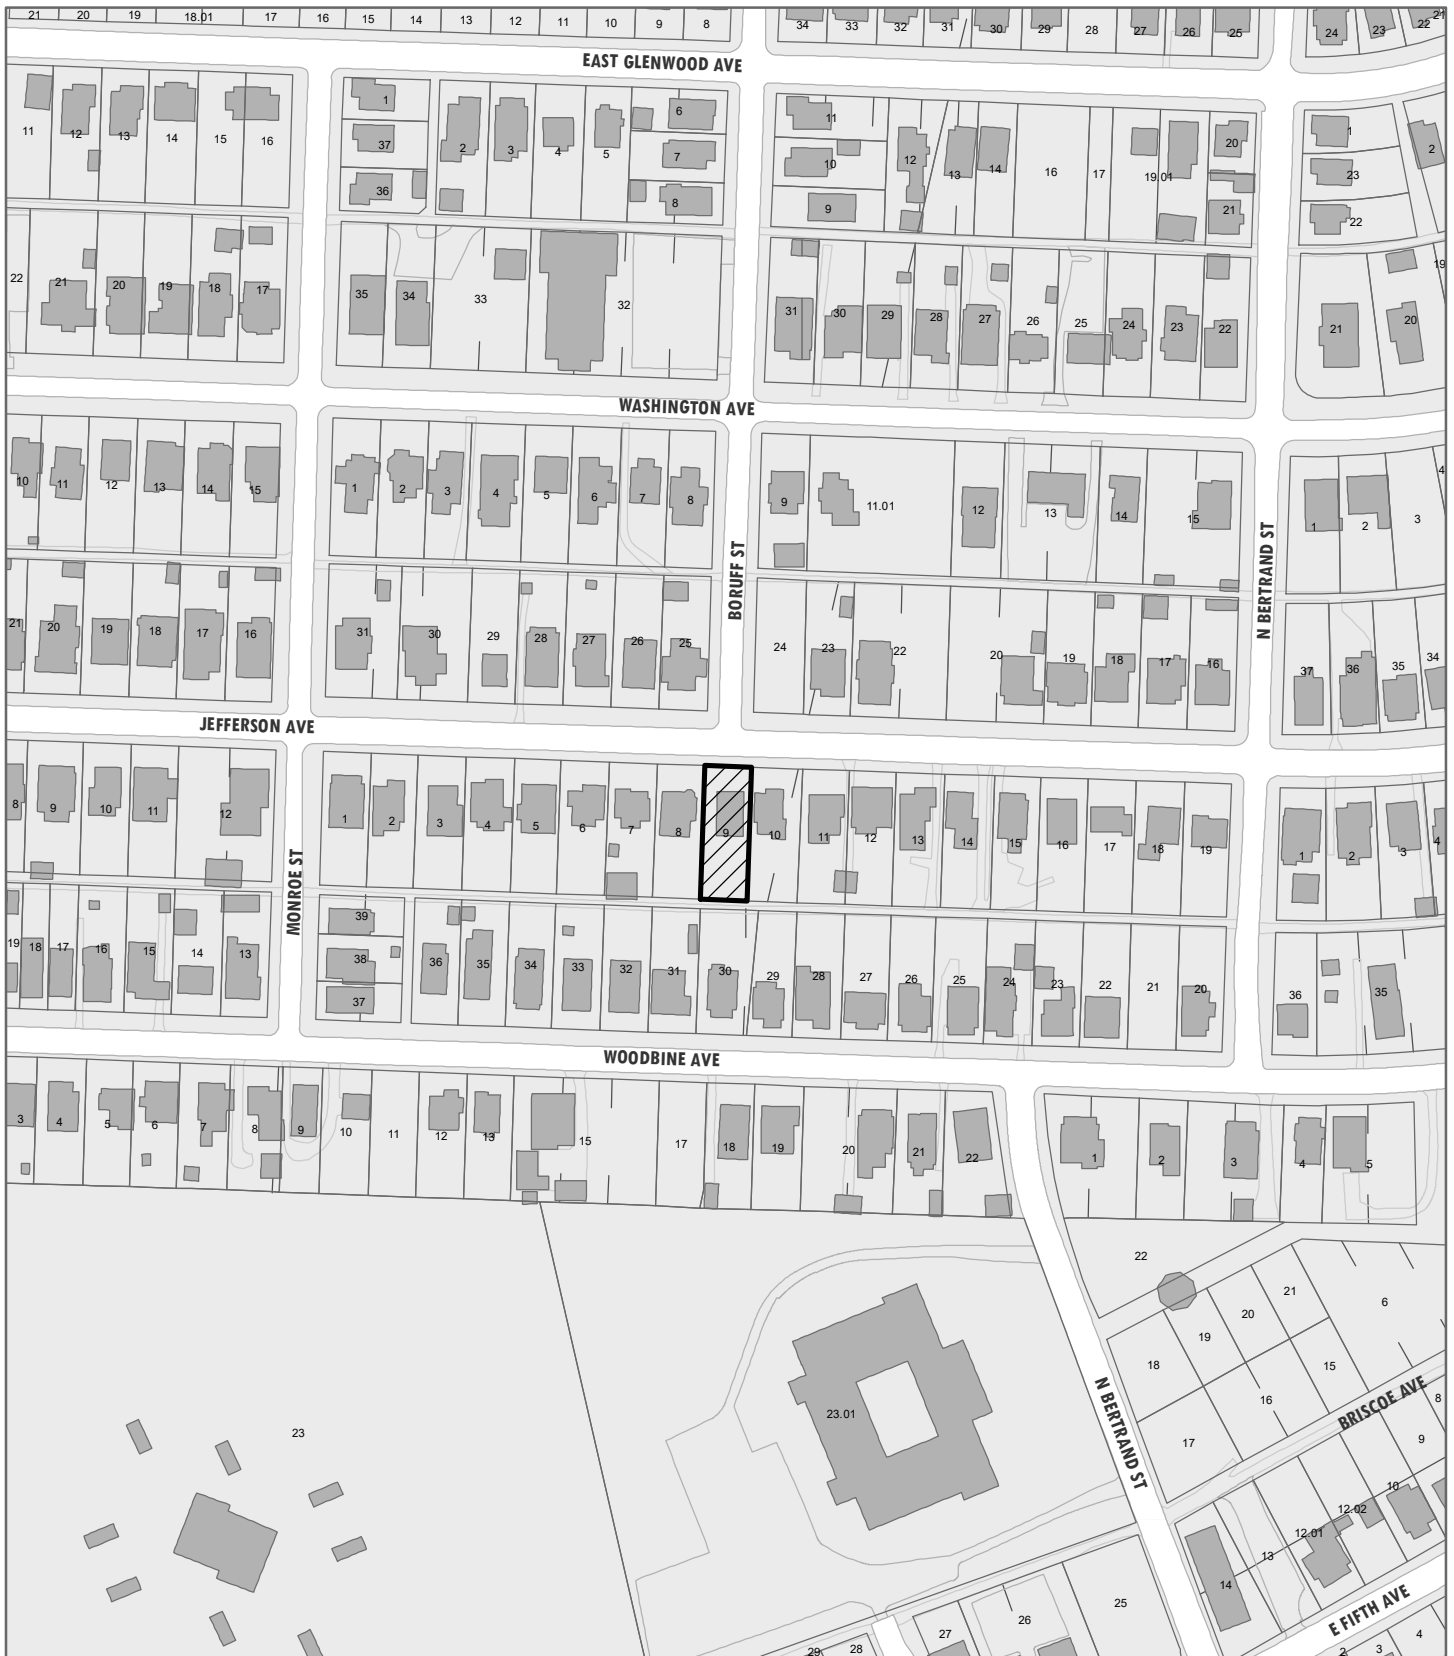 21 20 19 18.01 17 16 15 14 13 12 11 10 9 8
34 33 32 31 30 29 28 27 26 25 24 23 22 21
EAST GLENWOOD AVE
11 12 13 14 15 16
1 2 3 4 5 6
37 7
36 8
11 12 13 14 16 17 19.01 20
10
9 21
1 2
23
22
22 21 20 19 18 17
35 34 33 32
31 30 29 28 27 26 25 24 23 22
21 20 19
WASHINGTON AVE
10 11 12 13 14 15
1 2 3 4 5 6 7 8
9 11.01 12 13 14 15
1 2 3 4
BORUFF ST
N BERTRAND ST
21 20 19 18 17 16
31 30 29 28 27 26 25
24 23 22 20 19 18 17 16
37 36 35 34
JEFFERSON AVE
8 9 10 11 12
1 2 3 4 5 6 7 8 9 10 11 12 13 14 15 16 17 18 19
1 2 3 4
MONROE ST
19 18 17 16 15 14 13
39
38
37
36 35 34 33 32 31 30 29 28 27 26 25 24 23 22 21 20
36 35
WOODBINE AVE
3 4 5 6 7 8 9 10 11 12 13 15 17 18 19 20 21 22
1 2 3 4 5
22
21
20
19
18
6
15
16
17
N BERTRAND ST
BRISCOE AVE
8
9
10
12.02
12.01
13
14
23.01
23
25
26
27
28
29
E FIFTH AVE
4
3
2